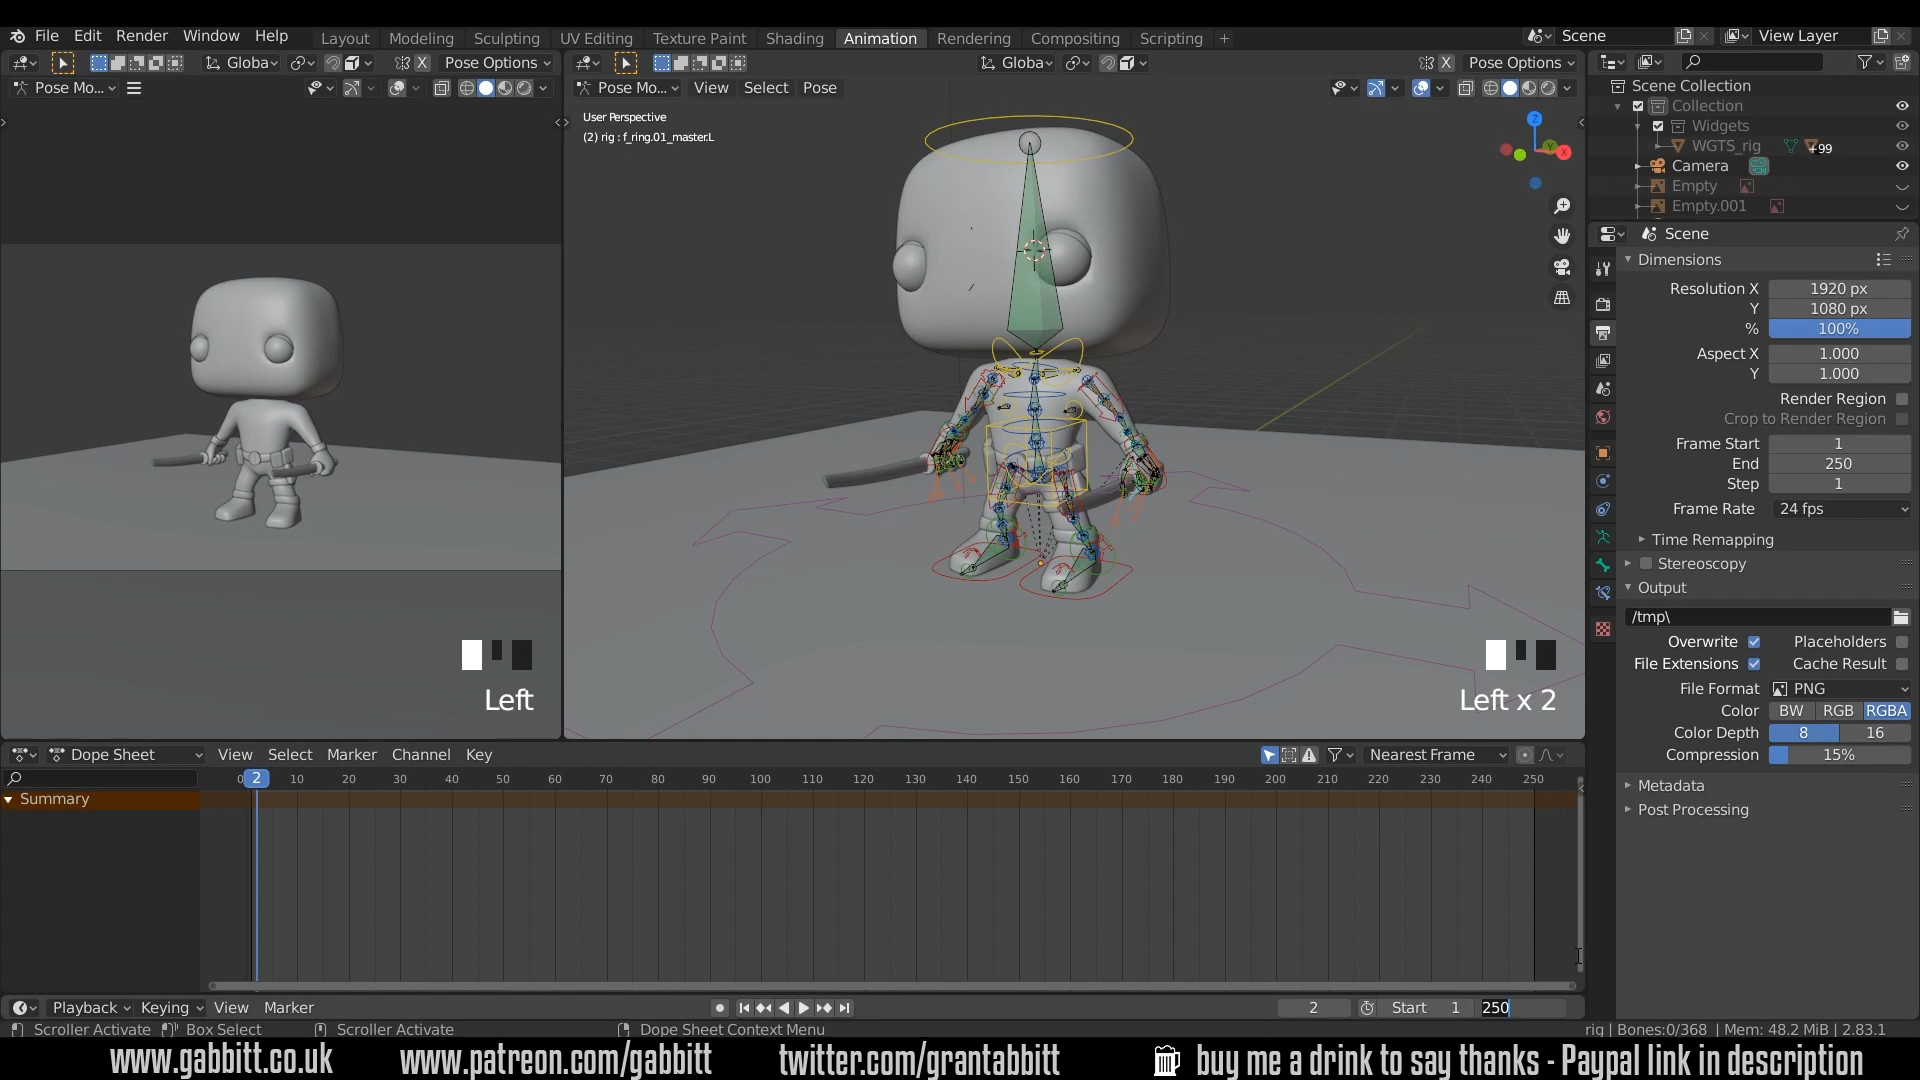 File Edit Render Window Help
Layout Modeling Sculpting UV Editing Texture Paint Shading Animation Rendering Compositing Scripting +
Scene
View Layer
Globa
X
Pose Options
Globa
X
Pose Options
Pose Mo...
Pose Mo...
View Select Pose
User Perspective
(2) rig : f_ring.01_master.L
Z
Y
X
Left
Left x 2
Scene Collection
Collection
Widgets
WGTS_rig
+99
Camera
Empty
Empty.001
Scene
Dimensions
Resolution X 1920 px
Y 1080 px
% 100%
Aspect X 1.000
Y 1.000
Render Region
Crop to Render Region
Frame Start 1
End 250
Step 1
Frame Rate 24 fps
Time Remapping
Stereoscopy
Output
/tmp\
Overwrite Placeholders
File Extensions Cache Result
File Format PNG
Color BW RGB RGBA
Color Depth 8 16
Compression 15%
Metadata
Post Processing
Dope Sheet View Select Marker Channel Key
Nearest Frame
0 2 10 20 30 40 50 60 70 80 90 100 110 120 130 140 150 160 170 180 190 200 210 220 230 240 250
Summary
Playback Keying View Marker
2 Start 1 250
Scroller Activate Box Select Scroller Activate Dope Sheet Context Menu
rig | Bones:0/368 | Mem: 48.2 MiB | 2.83.1
www.gabbitt.co.uk www.patreon.com/gabbitt twitter.com/grantabbitt buy me a drink to say thanks - Paypal link in description